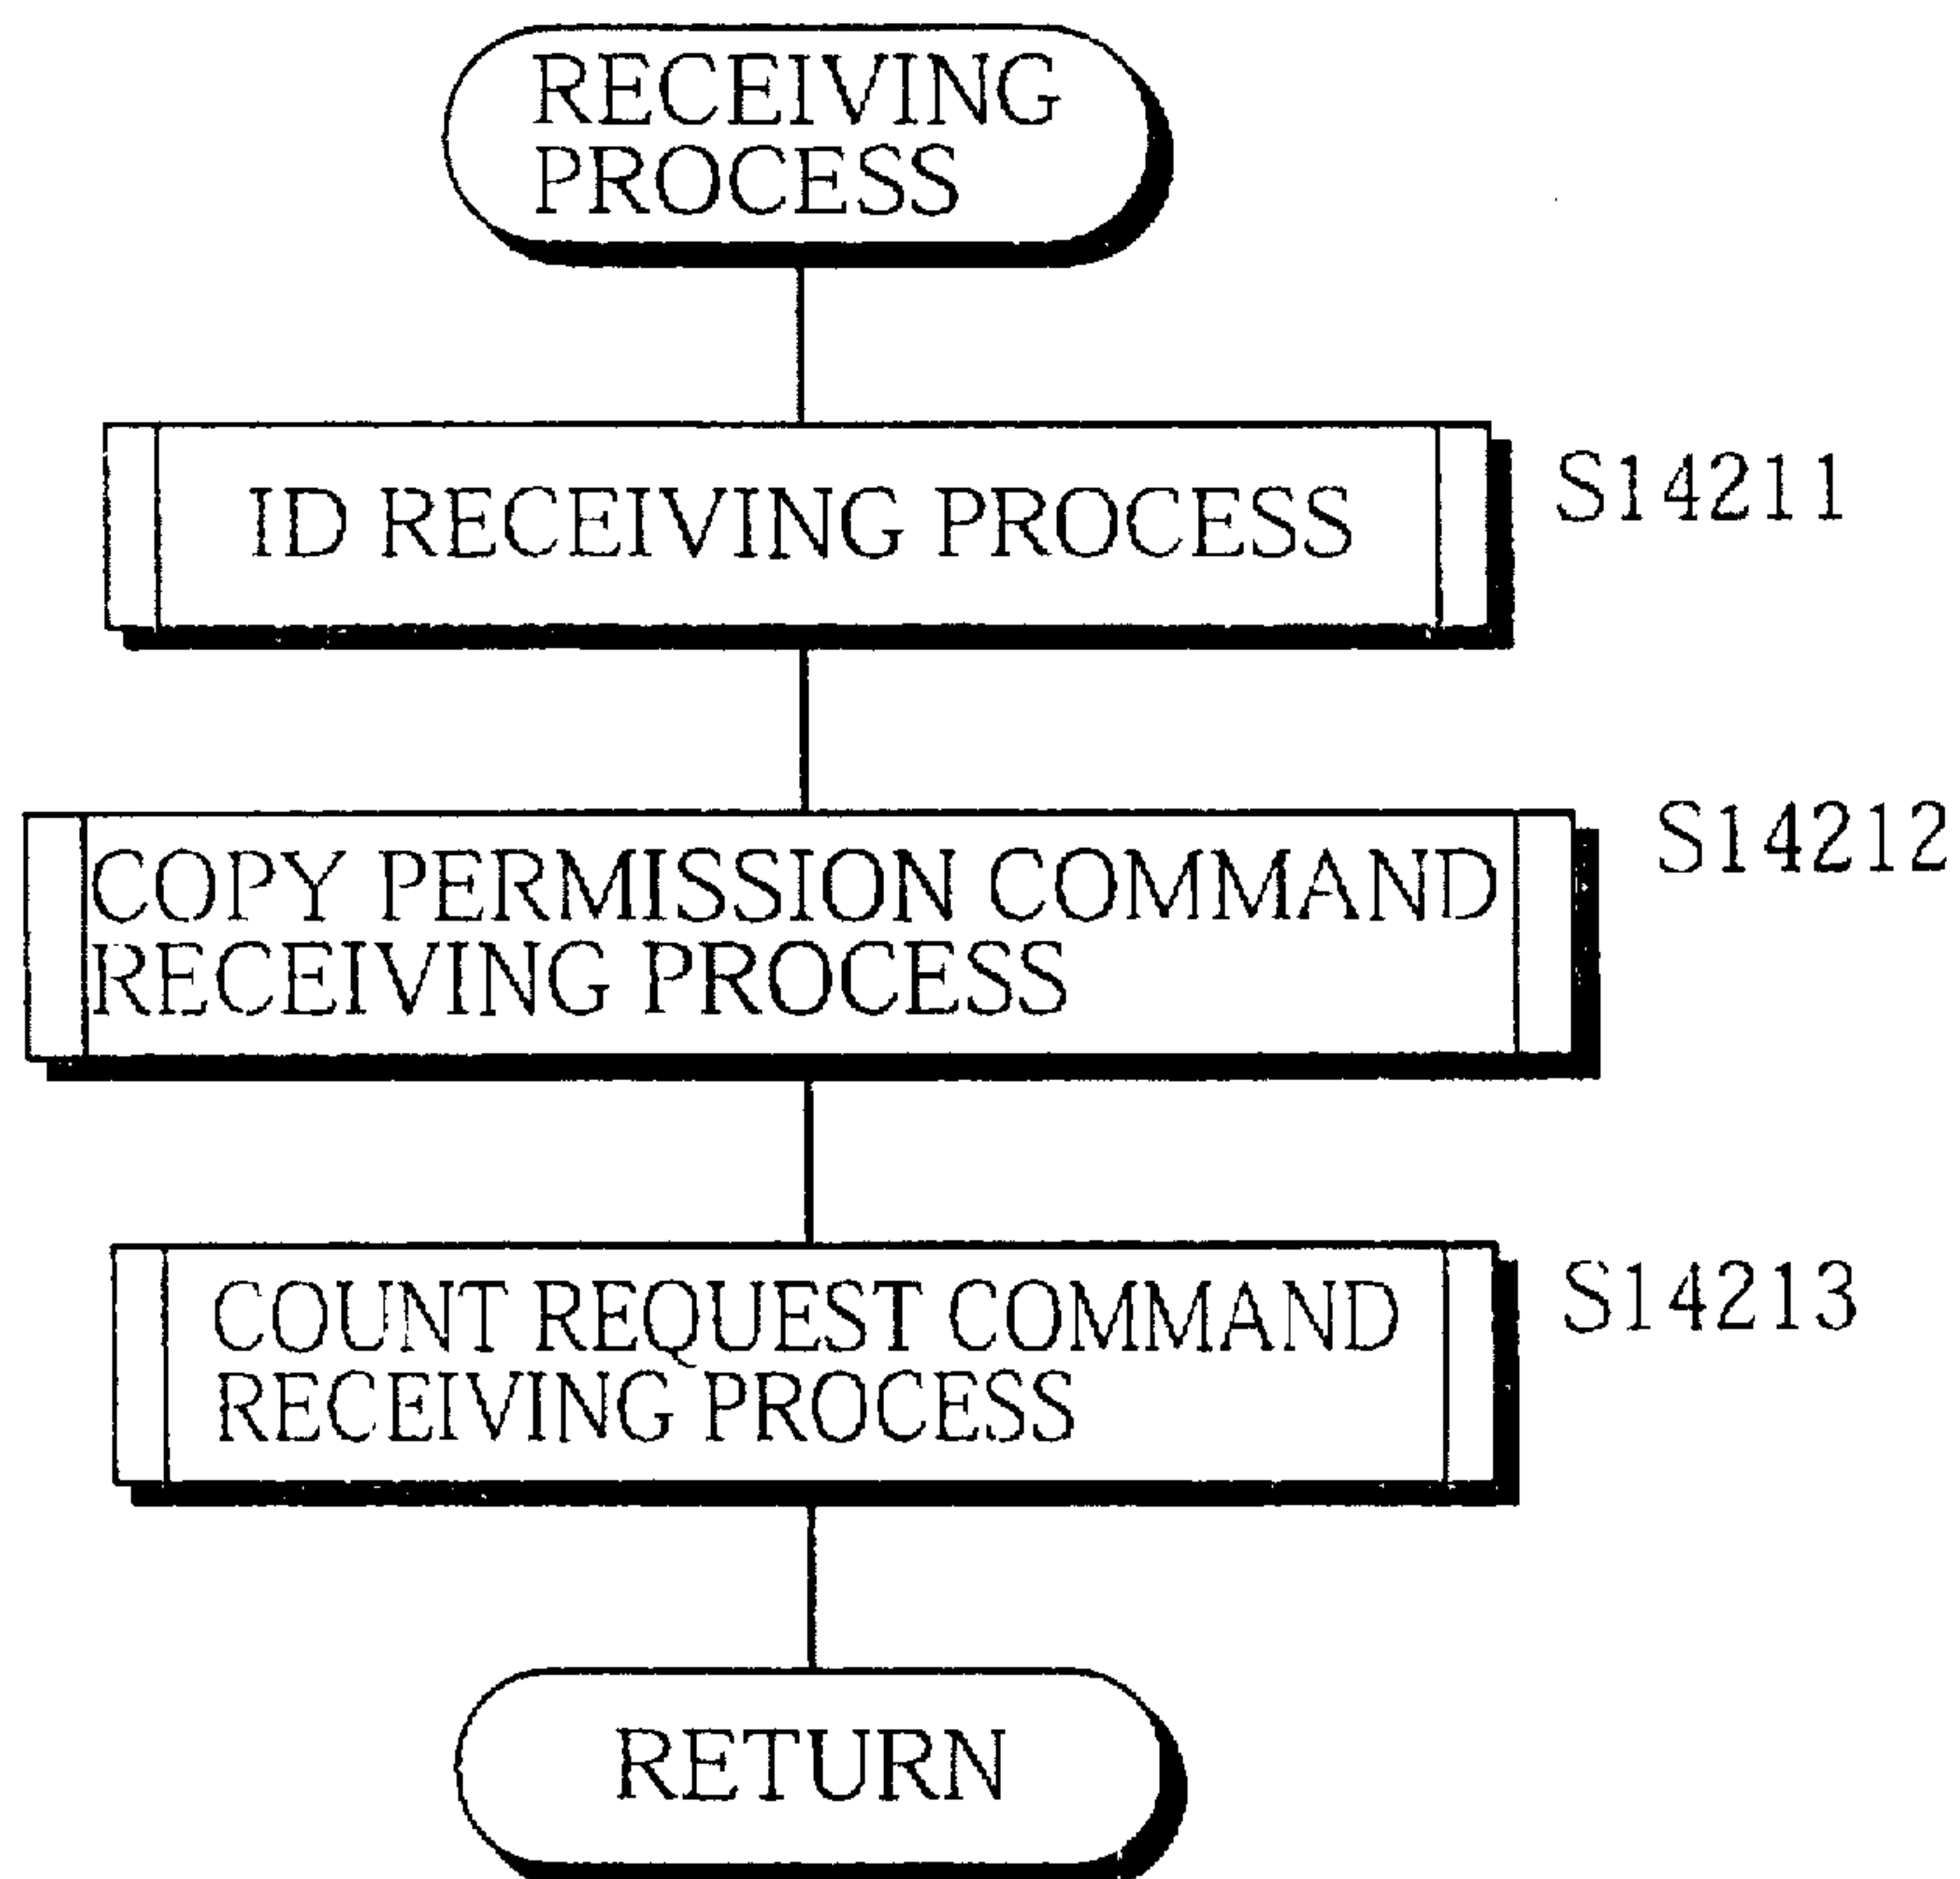 RECEIVING
PROCESS
ID RECEIVING PROCESS
S14211
COPY PERMISSION COMMAND
RECEIVING PROCESS
S14212
COUNT REQUEST COMMAND
RECEIVING PROCESS
S14213
RETURN